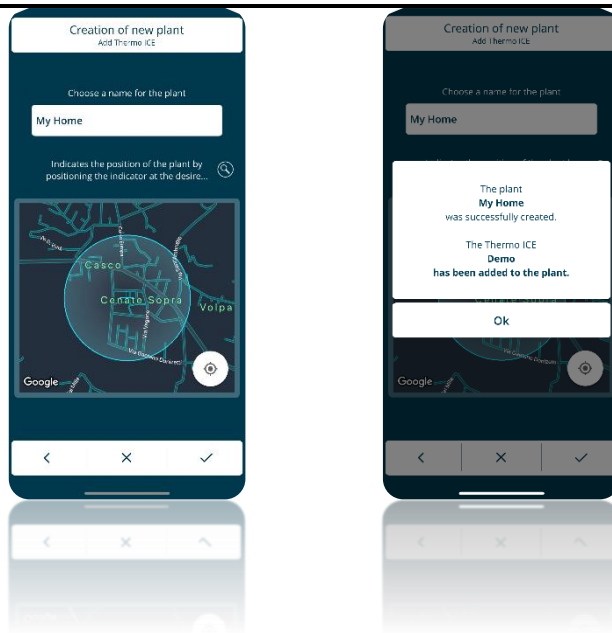 Creation of new plant
Add Thermo ICE
Choose a name for the plant
My Home
Indicates the position of the plant by
positioning the indicator at the desire...
Casco
Cenate Sopra
Volpa
Google
Creation of new plant
Add Thermo ICE
Choose a name for the plant
My Home
The plant
My Home
was successfully created.
The Thermo ICE
Demo
has been added to the plant.
Ok
Google